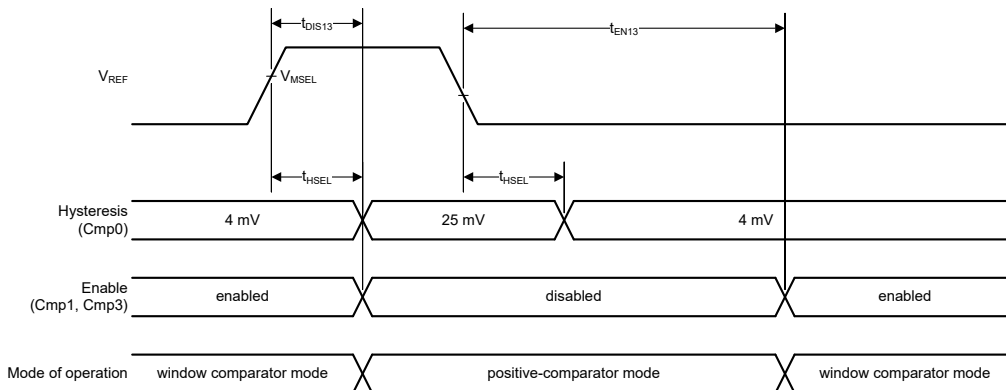 tDIS13
tEN13
VREF
VMSEL
tHSEL
tHSEL
Hysteresis
(Cmp0)
4 mV
25 mV
4 mV
Enable
(Cmp1, Cmp3)
enabled
disabled
enabled
Mode of operation
window comparator mode
positive-comparator mode
window comparator mode